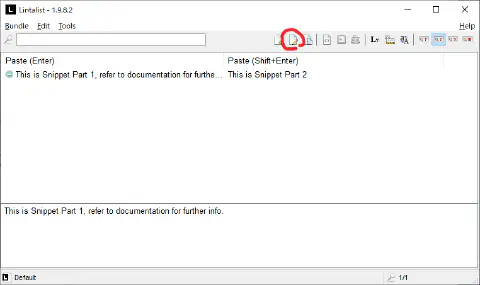 Lintalist - 1.9.8.2
Bundle Edit Tools Help
Paste (Enter) Paste (Shift+Enter)
This is Snippet Part 1, refer to documentation for furthe... This is Snippet Part 2
This is Snippet Part 1, refer to documentation for further info.
Default 1/1